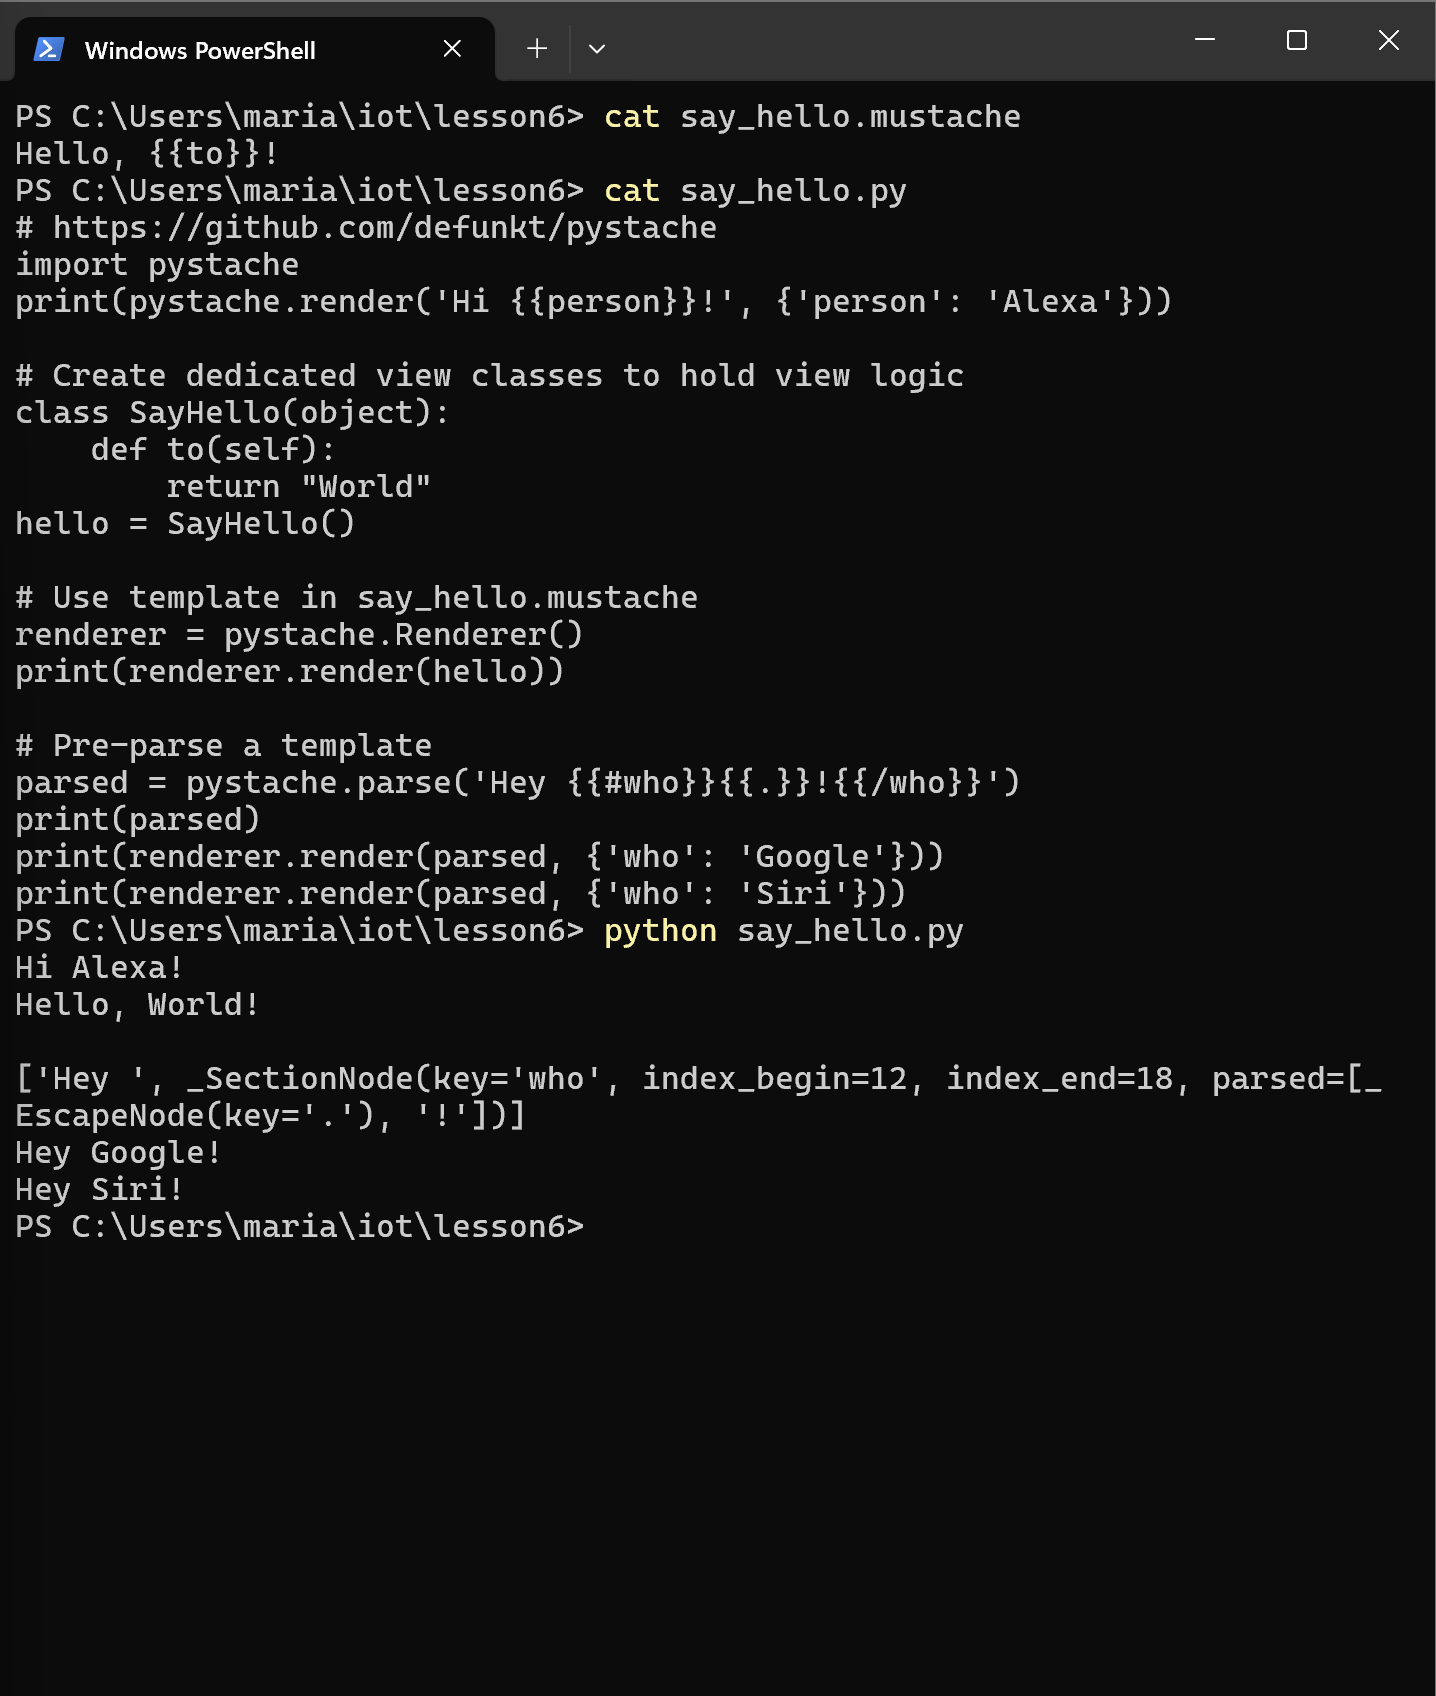 Windows PowerShell
PS C:\Users\maria\iot\lesson6> cat say_hello.mustache
Hello, {{to}}!
PS C:\Users\maria\iot\lesson6> cat say_hello.py
# https://github.com/defunkt/pystache
import pystache
print(pystache.render('Hi {{person}}!', {'person': 'Alexa'}))

# Create dedicated view classes to hold view logic
class SayHello(object):
    def to(self):
        return "World"
hello = SayHello()

# Use template in say_hello.mustache
renderer = pystache.Renderer()
print(renderer.render(hello))

# Pre-parse a template
parsed = pystache.parse('Hey {{#who}}{{.}}!{{/who}}')
print(parsed)
print(renderer.render(parsed, {'who': 'Google'}))
print(renderer.render(parsed, {'who': 'Siri'}))
PS C:\Users\maria\iot\lesson6> python say_hello.py
Hi Alexa!
Hello, World!

['Hey ', _SectionNode(key='who', index_begin=12, index_end=18, parsed=[_
EscapeNode(key='.'), '!'])]
Hey Google!
Hey Siri!
PS C:\Users\maria\iot\lesson6>